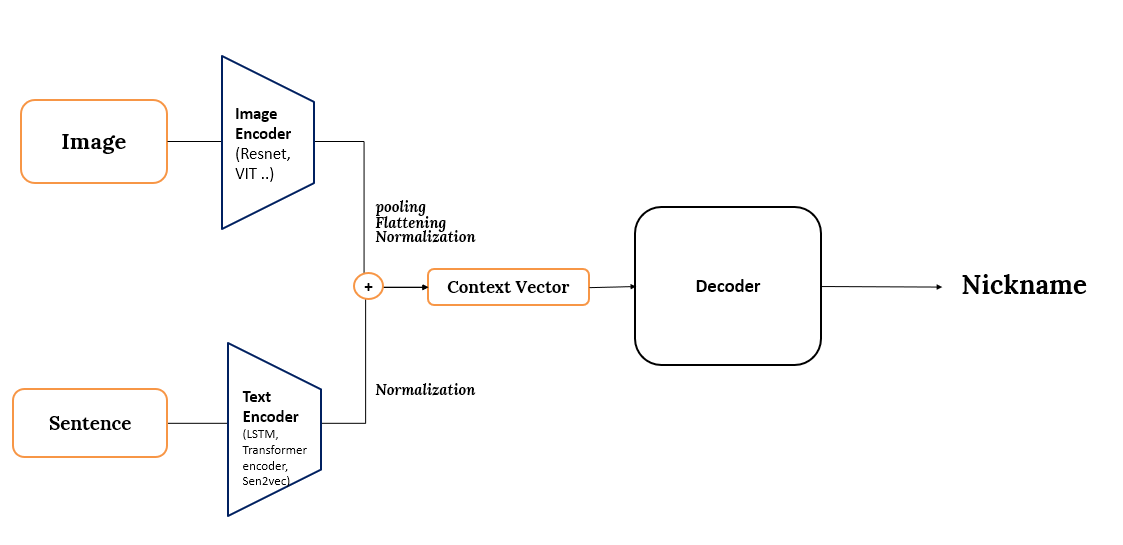 Image
Image
Encoder
(Resnet,
VIT ..)
pooling
Flattening
Normalization
+
Context Vector
Decoder
Nickname
Sentence
Text
Encoder
(LSTM,
Transformer
encoder,
Sen2vec)
Normalization